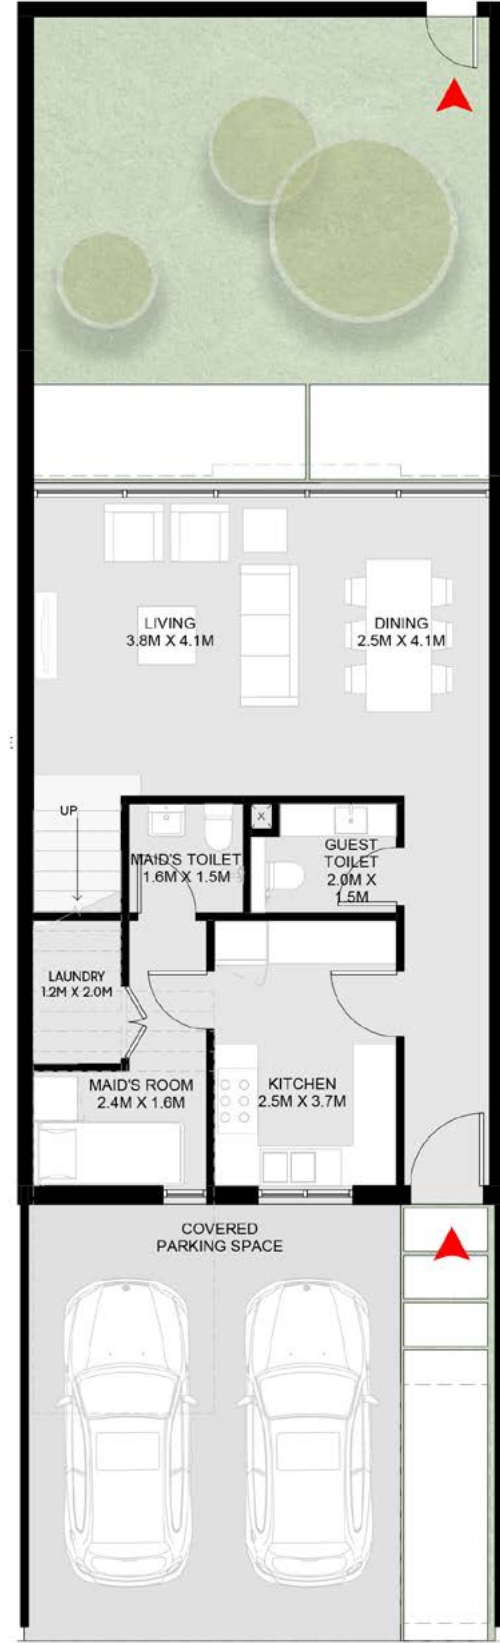 LIVING
3.8M X 4.1M
DINING
2.5M X 4.1M
UP
MAID'S TOILET
1.6M X 1.5M
X
GUEST
TOILET
2.0M X
1.5M
LAUNDRY
1.2M X 2.0M
MAID'S ROOM
2.4M X 1.6M
KITCHEN
2.5M X 3.7M
COVERED
PARKING SPACE